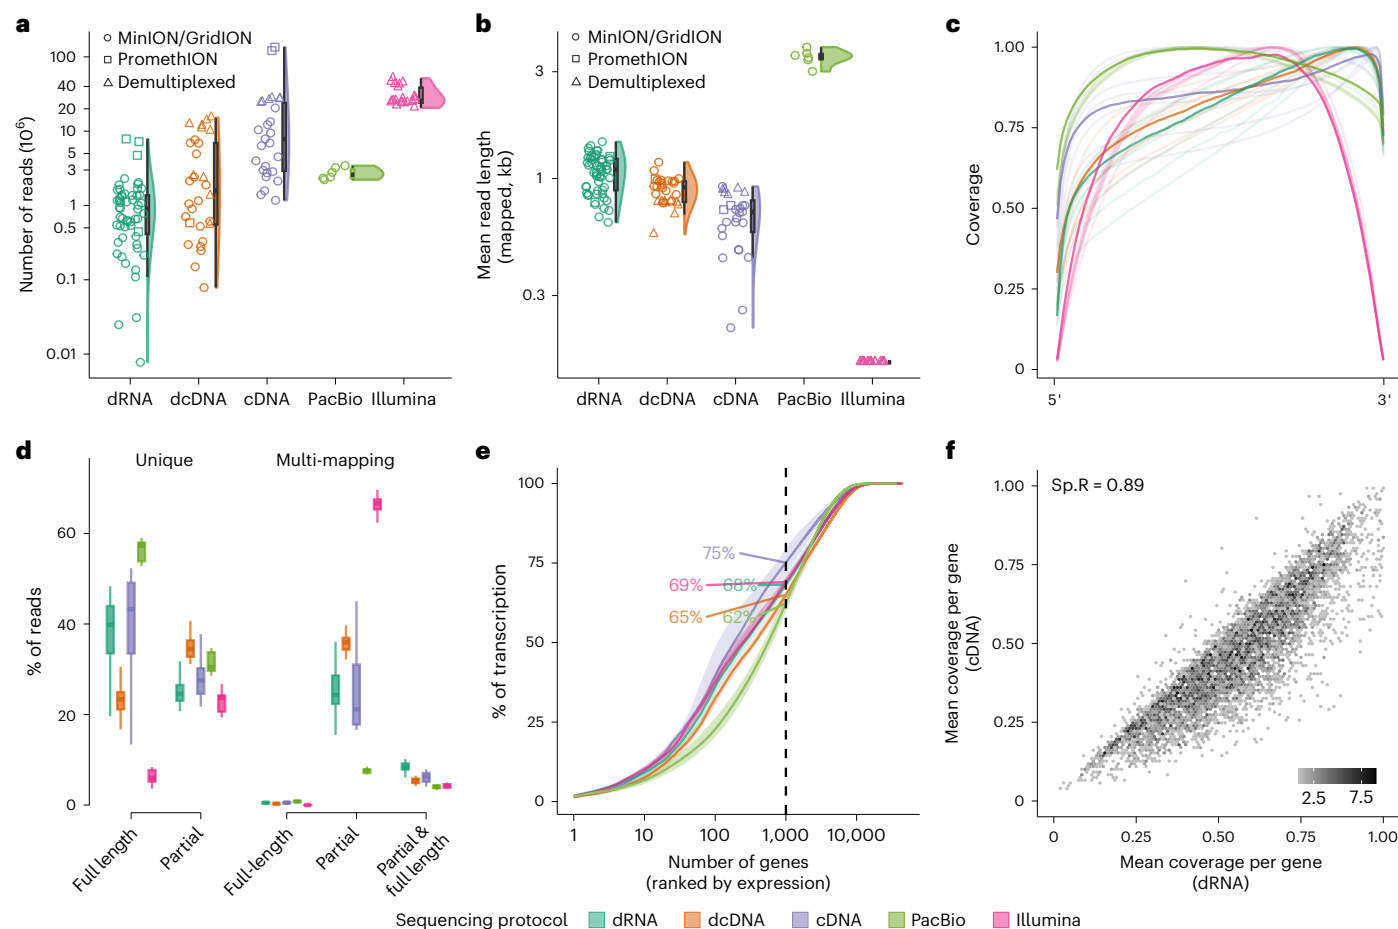 a
MinION/GridION
PromethION
Demultiplexed
Number of reads (10⁶)
100
40
20
10
5
3
1
0.5
0.1
0.01
dRNA
dcDNA
cDNA
PacBio
Illumina
b
MinION/GridION
PromethION
Demultiplexed
Mean read length
(mapped, kb)
3
1
0.3
dRNA
dcDNA
cDNA
PacBio
Illumina
c
Coverage
1.00
0.75
0.50
0.25
0
5'
3'
d
Unique
Multi-mapping
% of reads
60
40
20
0
Full length
Partial
Full-length
Partial
Partial &
full length
e
% of transcription
100
75
50
25
0
75%
69%
68%
65%
62%
1
10
100
1,000
10,000
Number of genes
(ranked by expression)
f
Sp.R = 0.89
Mean coverage per gene
(cDNA)
1.00
0.75
0.50
0.25
0
2.5
7.5
0
0.25
0.50
0.75
1.00
Mean coverage per gene
(dRNA)
Sequencing protocol
dRNA
dcDNA
cDNA
PacBio
Illumina